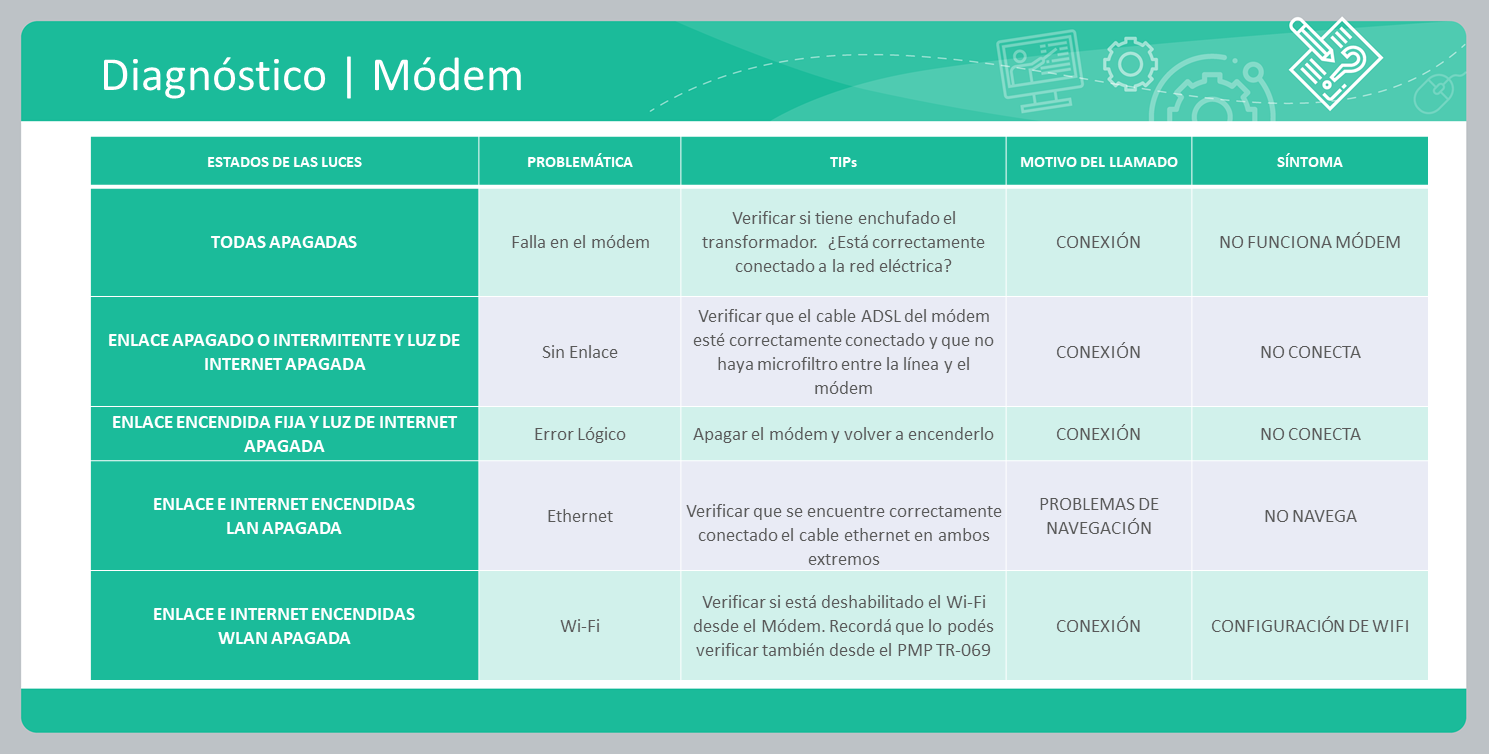 Diagnóstico | Módem
ESTADOS DE LAS LUCES
PROBLEMÁTICA
TIPs
MOTIVO DEL LLAMADO
SÍNTOMA
TODAS APAGADAS
Falla en el módem
Verificar si tiene enchufado el
transformador. ¿Está correctamente
conectado a la red eléctrica?
CONEXIÓN
NO FUNCIONA MÓDEM
ENLACE APAGADO O INTERMITENTE Y LUZ DE
INTERNET APAGADA
Sin Enlace
Verificar que el cable ADSL del módem
esté correctamente conectado y que no
haya microfiltro entre la línea y el
módem
CONEXIÓN
NO CONECTA
ENLACE ENCENDIDA FIJA Y LUZ DE INTERNET
APAGADA
Error Lógico
Apagar el módem y volver a encenderlo
CONEXIÓN
NO CONECTA
ENLACE E INTERNET ENCENDIDAS
LAN APAGADA
Ethernet
Verificar que se encuentre correctamente
conectado el cable ethernet en ambos
extremos
PROBLEMAS DE
NAVEGACIÓN
NO NAVEGA
ENLACE E INTERNET ENCENDIDAS
WLAN APAGADA
Wi-Fi
Verificar si está deshabilitado el Wi-Fi
desde el Módem. Recordá que lo podés
verificar también desde el PMP TR-069
CONEXIÓN
CONFIGURACIÓN DE WIFI